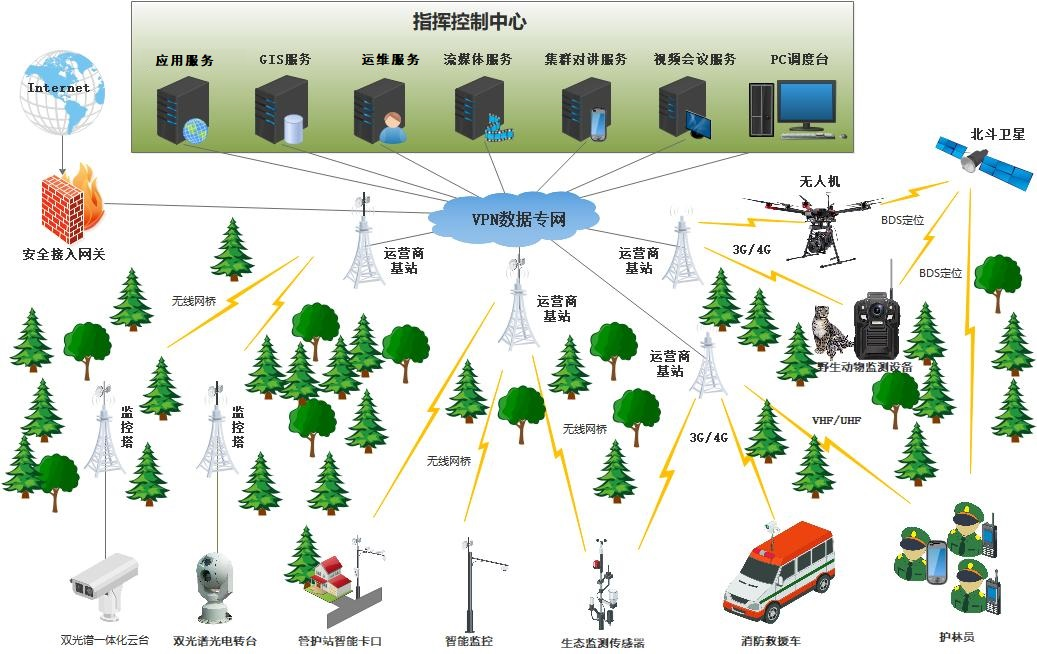 指挥控制中心
应用服务
GIS服务
运维服务
流媒体服务
集群对讲服务
视频会议服务
PC调度台
Internet
北斗卫星
无人机
安全接入网关
VPN数据专网
BDS定位
运营商
基站
运营商
基站
3G/4G
BDS定位
无线网桥
运营商
基站
运营商
基站
野生动物监测设备
监控塔
监控塔
无线网桥
3G/4G
VHF/UHF
无线网桥
双光谱一体化云台
双光谱光电转台
管护站智能卡口
智能监控
生态监测传感器
消防救援车
护林员